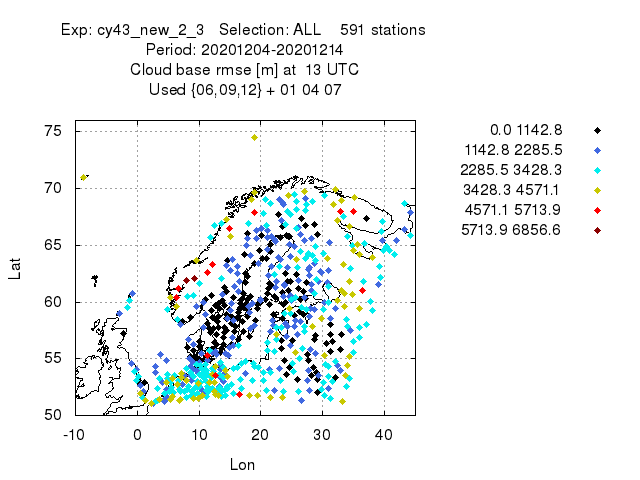 Exp: cy43_new_2_3 Selection: ALL 591 stations
Period: 20201204-20201214
Cloud base rmse [m] at 13 UTC
Used {06,09,12} + 01 04 07
0.0 1142.8
1142.8 2285.5
2285.5 3428.3
3428.3 4571.1
4571.1 5713.9
5713.9 6856.6
75
70
65
60
55
50
Lat
-10 0 10 20 30 40
Lon